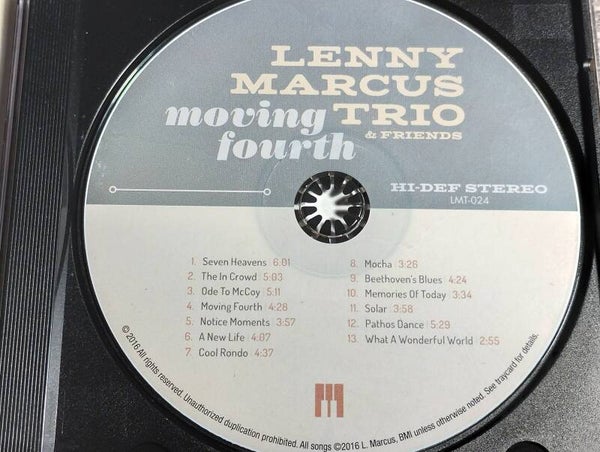 LENNY
MARCUS
moving TRIO
fourth & FRIENDS
HI-DEF STEREO
LMT-024
1. Seven Heavens 6:01
2. The In Crowd 5:03
3. Ode To McCoy 5:11
4. Moving Fourth 4:28
5. Notice Moments 3:57
6. A New Life 4:07
7. Cool Rondo 4:37
8. Mocha 3:26
9. Beethoven's Blues 4:24
10. Memories Of Today 3:34
11. Solar 3:58
12. Pathos Dance 5:29
13. What A Wonderful World 2:55
© 2016 All rights reserved. Unauthorized duplication prohibited. All songs ©2016 L. Marcus, BMI unless otherwise noted. See traycard for details.